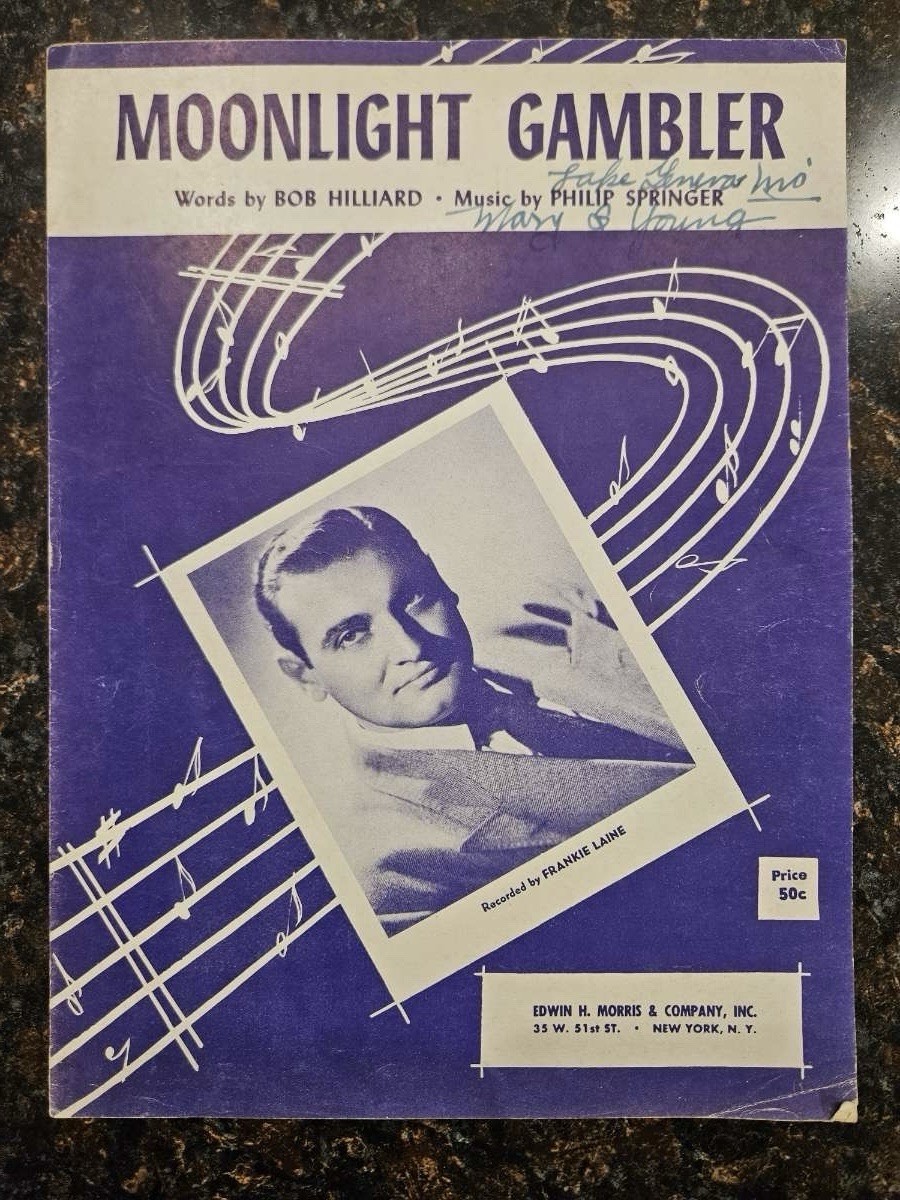 MOONLIGHT GAMBLER
Lake Geneva
Words by BOB HILLIARD • Music by PHILIP SPRINGER
Mary B Young
Recorded by FRANKIE LAINE
Price
50c
EDWIN H. MORRIS & COMPANY, INC.
35 W. 51st ST. • NEW YORK, N. Y.